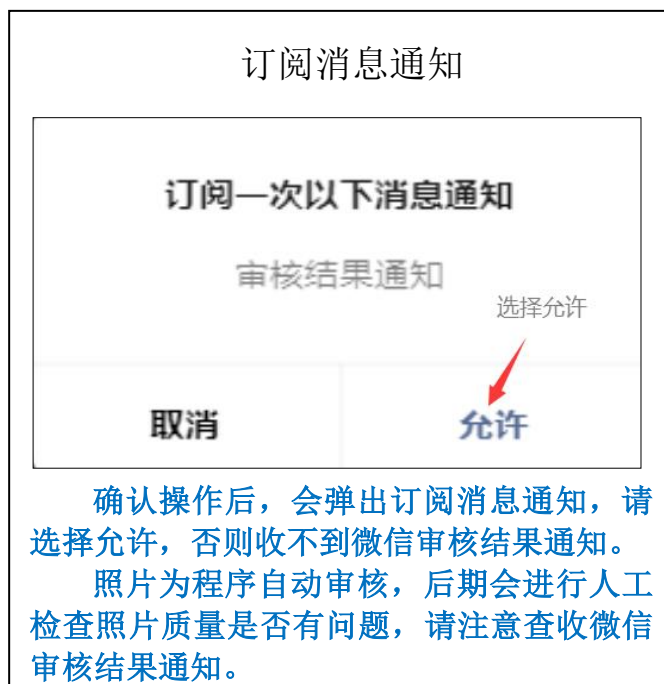 订阅消息通知
订阅一次以下消息通知
审核结果通知
选择允许
取消
允许
确认操作后，会弹出订阅消息通知，请
选择允许，否则收不到微信审核结果通知。
照片为程序自动审核，后期会进行人工
检查照片质量是否有问题，请注意查收微信
审核结果通知。